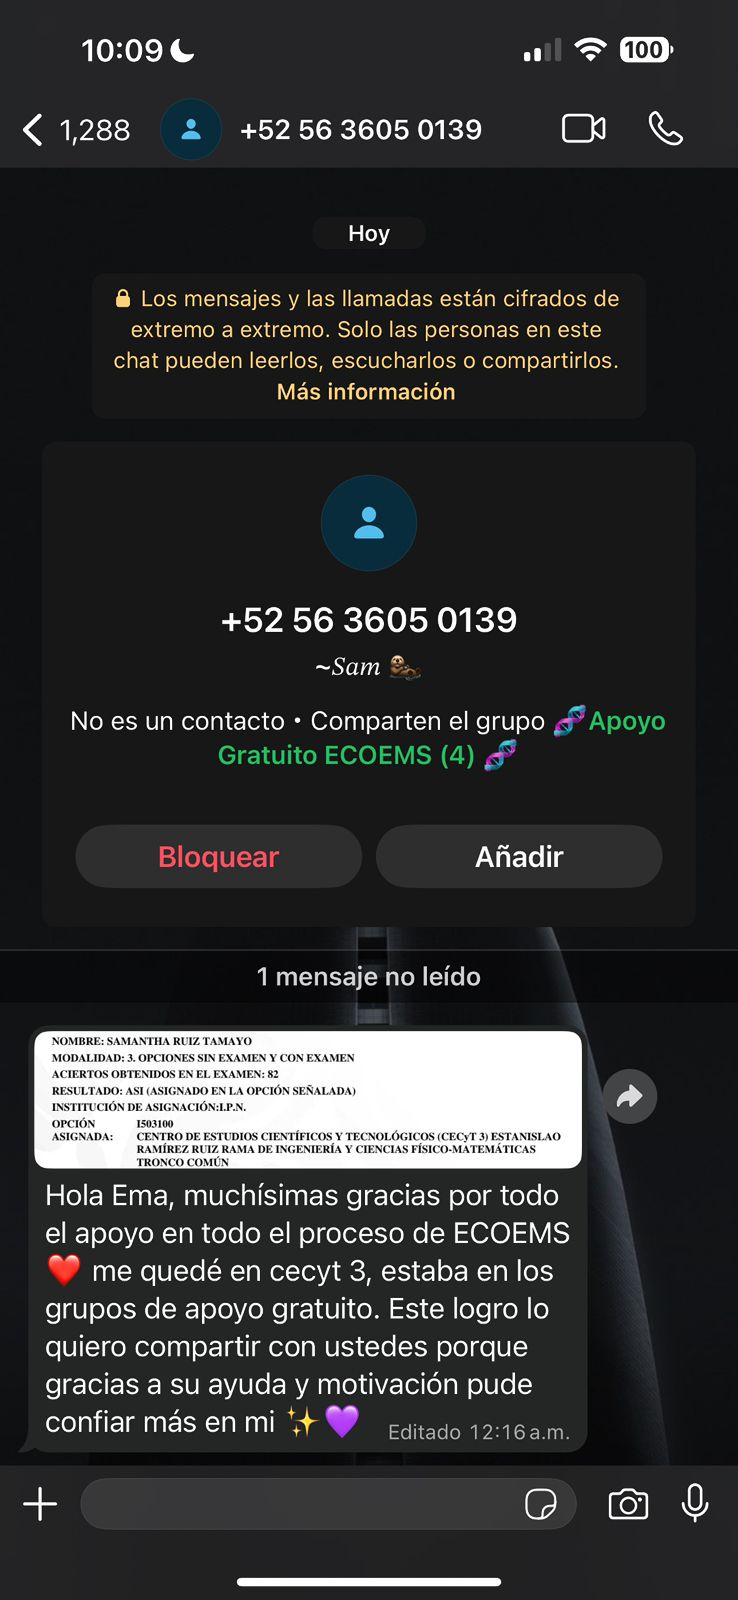 10:09
100
1,288
+52 56 3605 0139
Hoy
Los mensajes y las llamadas están cifrados de
extremo a extremo. Solo las personas en este
chat pueden leerlos, escucharlos o compartirlos.
Más información
+52 56 3605 0139
~Sam 🦦
No es un contacto • Comparten el grupo 🧬Apoyo
Gratuito ECOEMS (4) 🧬
Bloquear
Añadir
1 mensaje no leído
NOMBRE: SAMANTHA RUIZ TAMAYO
MODALIDAD: 3. OPCIONES SIN EXAMEN Y CON EXAMEN
ACIERTOS OBTENIDOS EN EL EXAMEN: 82
RESULTADO: ASI (ASIGNADO EN LA OPCIÓN SEÑALADA)
INSTITUCIÓN DE ASIGNACIÓN:I.P.N.
OPCIÓN I503100
ASIGNADA: CENTRO DE ESTUDIOS CIENTÍFICOS Y TECNOLÓGICOS (CECyT 3) ESTANISLAO
RAMÍREZ RUIZ RAMA DE INGENIERÍA Y CIENCIAS FÍSICO-MATEMÁTICAS
TRONCO COMÚN
Hola Ema, muchísimas gracias por todo
el apoyo en todo el proceso de ECOEMS
❤️ me quedé en cecyt 3, estaba en los
grupos de apoyo gratuito. Este logro lo
quiero compartir con ustedes porque
gracias a su ayuda y motivación pude
confiar más en mi ✨💜
Editado 12:16 a.m.